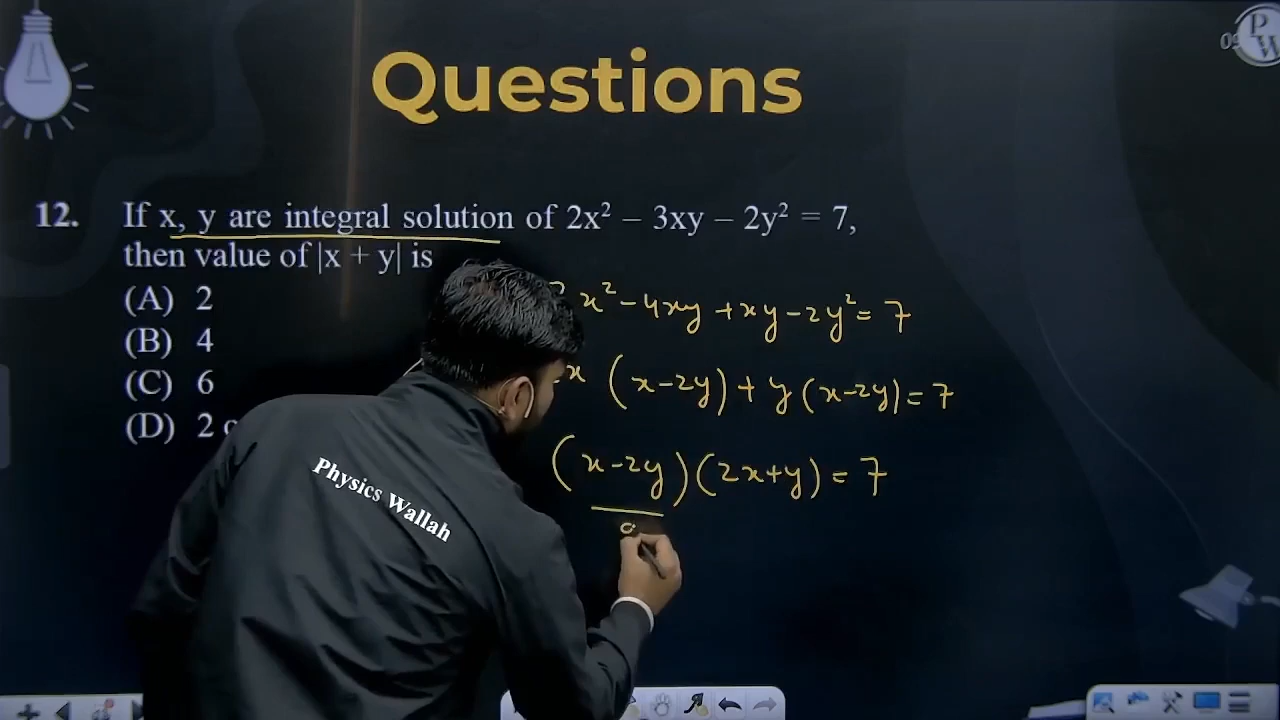 PW
Questions
12. If x, y are integral solution of 2x² – 3xy – 2y² = 7,
then value of |x + y| is
(A) 2
(B) 4
(C) 6
(D) 2
x² - 4xy + xy - 2y² = 7
x (x-2y) + y (x-2y) = 7
(x-2y)(2x+y) = 7
Physics Wallah